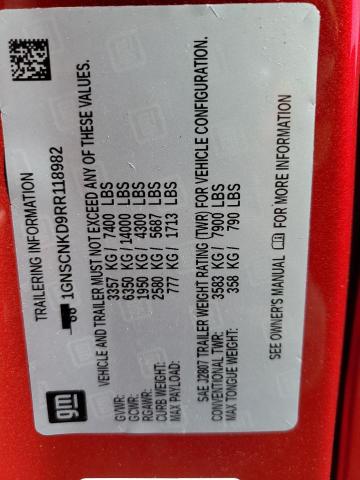 TRAILERING INFORMATION
1GNSCNKD9RR118982
VEHICLE AND TRAILER MUST NOT EXCEED ANY OF THESE VALUES.
GVWR: 3357 KG / 7400 LBS
GCWR: 6350 KG / 14000 LBS
RGAWR: 1950 KG / 4300 LBS
CURB WEIGHT: 2580 KG / 5687 LBS
MAX PAYLOAD: 777 KG / 1713 LBS
SAE J2807 TRAILER WEIGHT RATING (TWR) FOR VEHICLE CONFIGURATION.
CONVENTIONAL TWR: 3583 KG / 7900 LBS
MAX TONGUE WEIGHT: 358 KG / 790 LBS
SEE OWNER'S MANUAL FOR MORE INFORMATION
gm